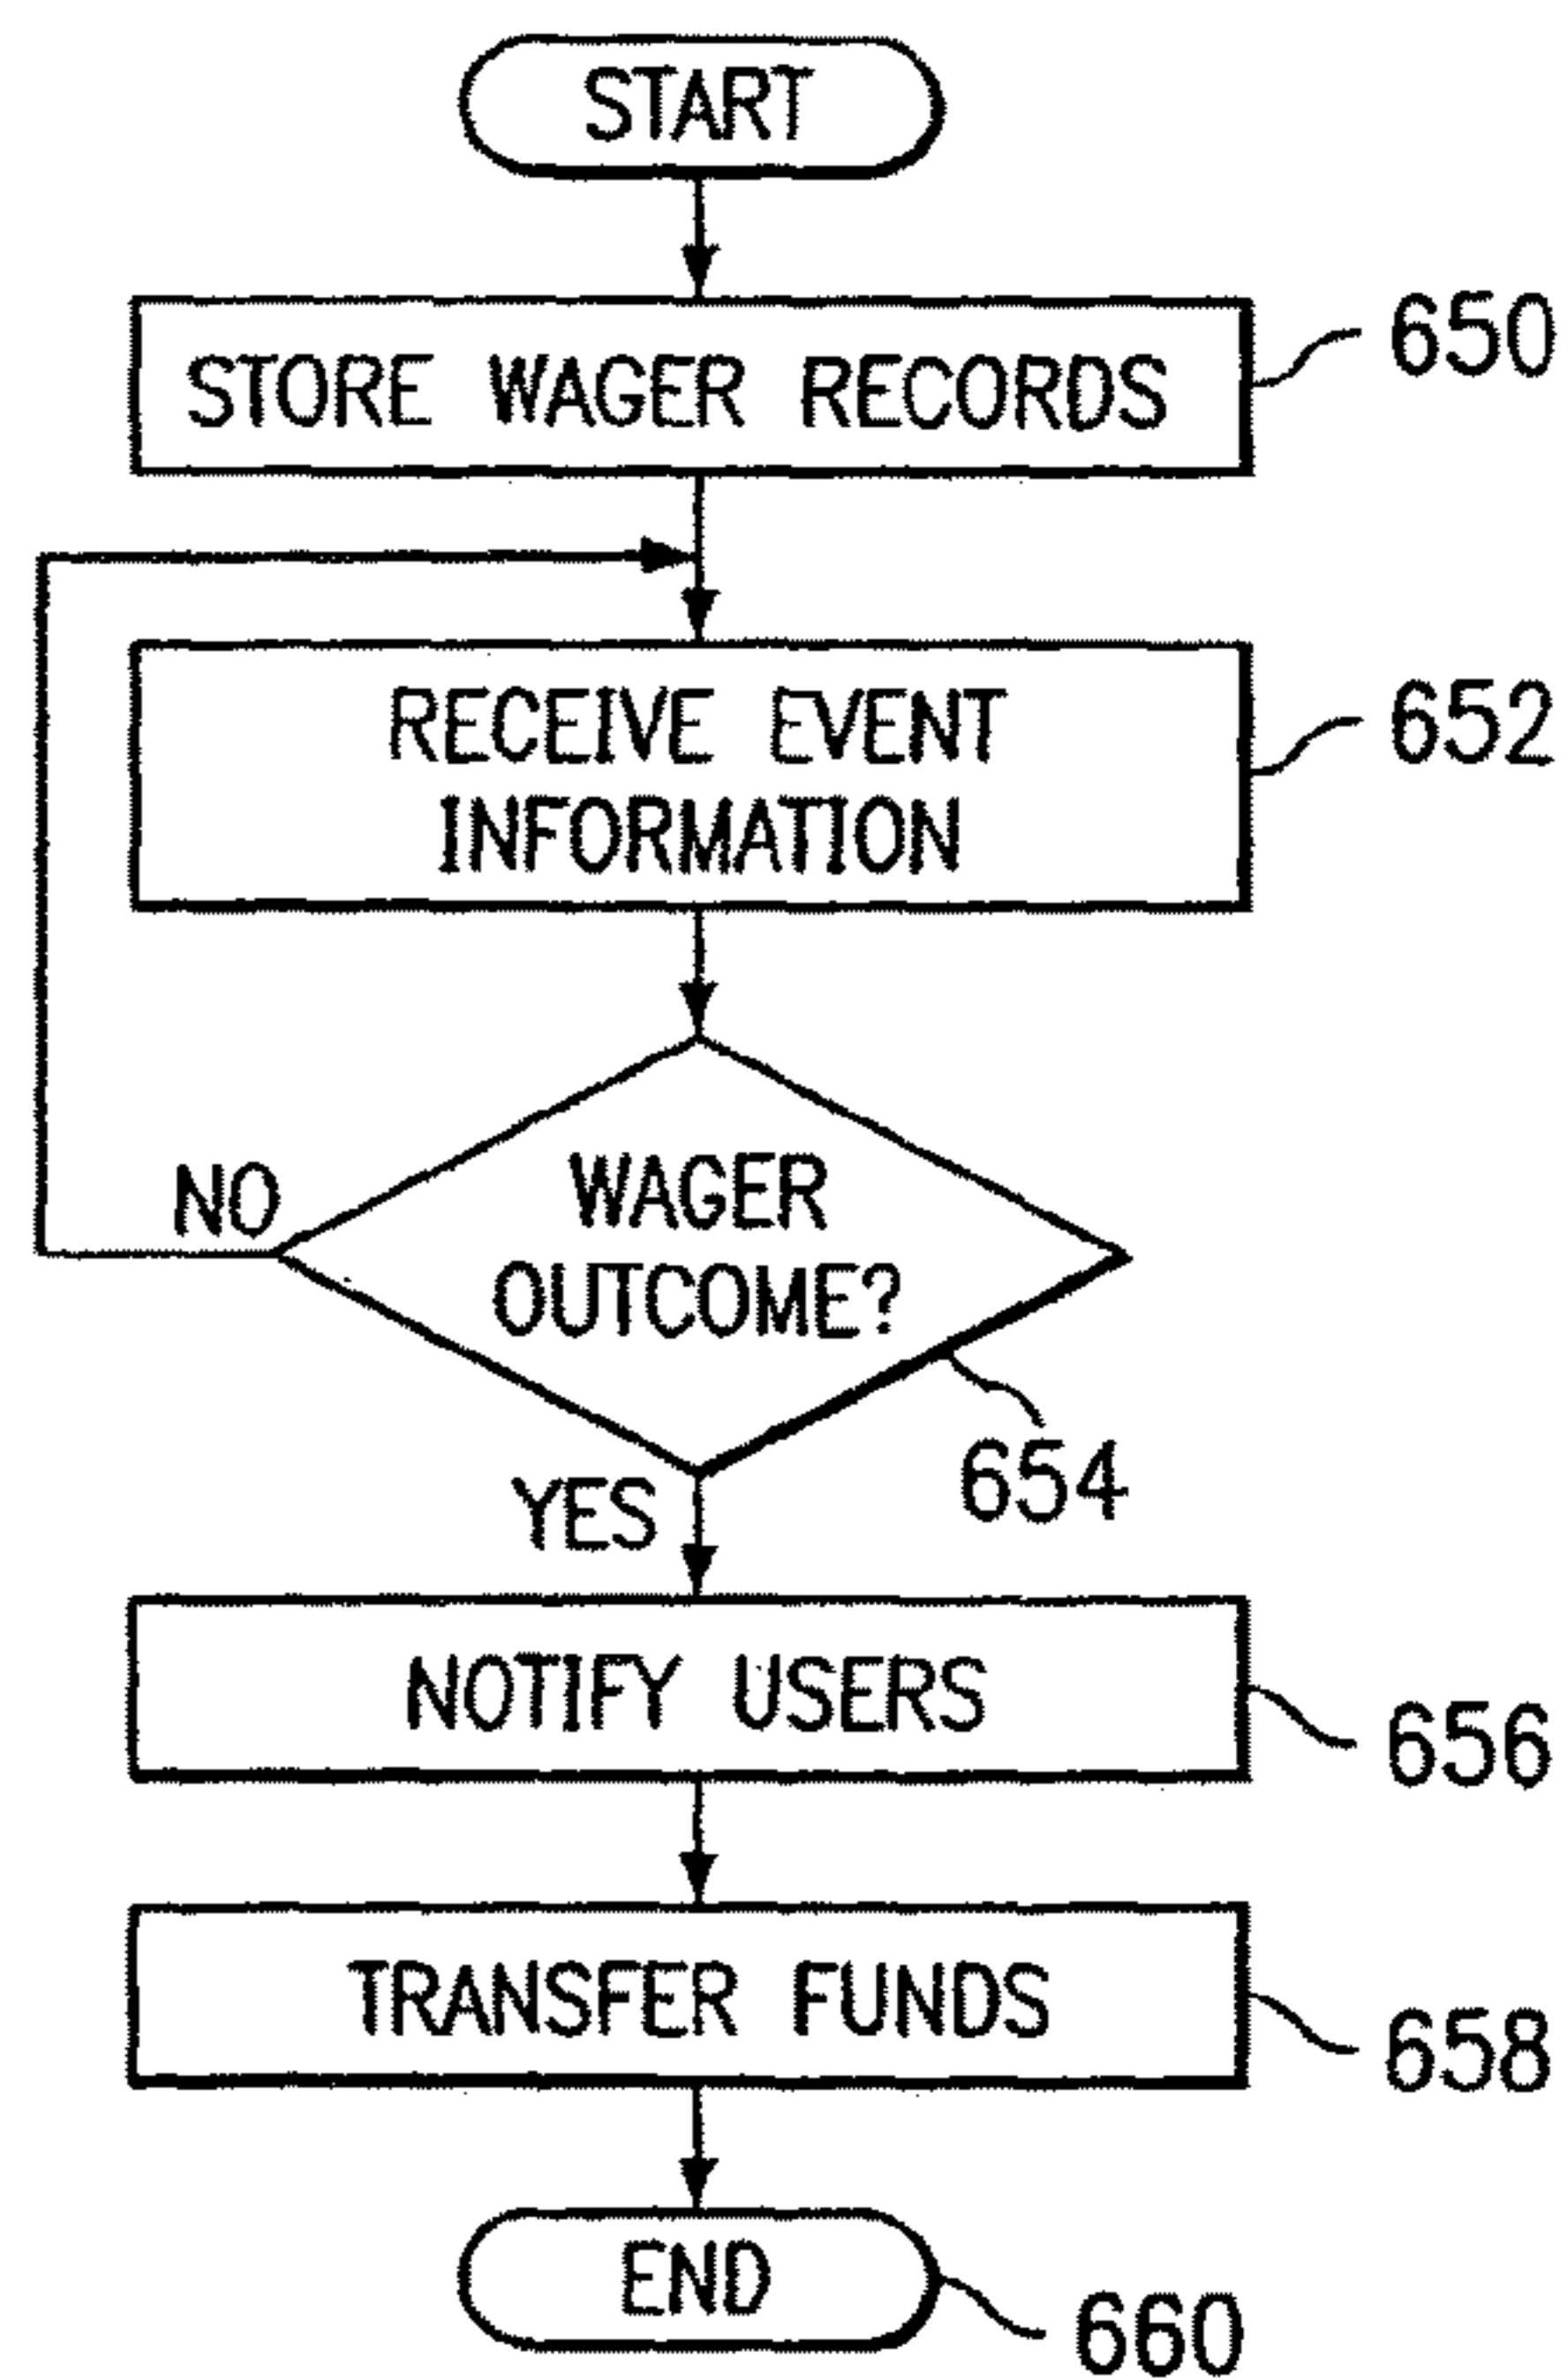 START
STORE WAGER RECORDS
650
RECEIVE EVENT
INFORMATION
652
WAGER
OUTCOME?
NO
654
YES
NOTIFY USERS
656
TRANSFER FUNDS
658
END
660